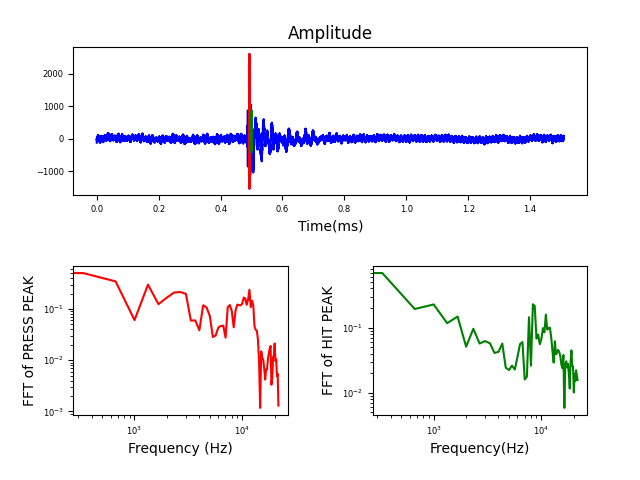 Amplitude
2000
1000
0
−1000
0.0 0.2 0.4 0.6 0.8 1.0 1.2 1.4
Time(ms)
FFT of PRESS PEAK
10⁻¹
10⁻²
10⁻³
10³ 10⁴
Frequency (Hz)
FFT of HIT PEAK
10⁻¹
10⁻²
10³ 10⁴
Frequency(Hz)